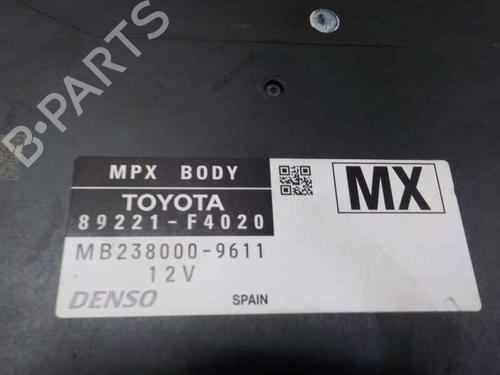 B-PARTS
MPX BODY
TOYOTA
89221-F4020
MB238000-9611
12V
DENSO
SPAIN
MX